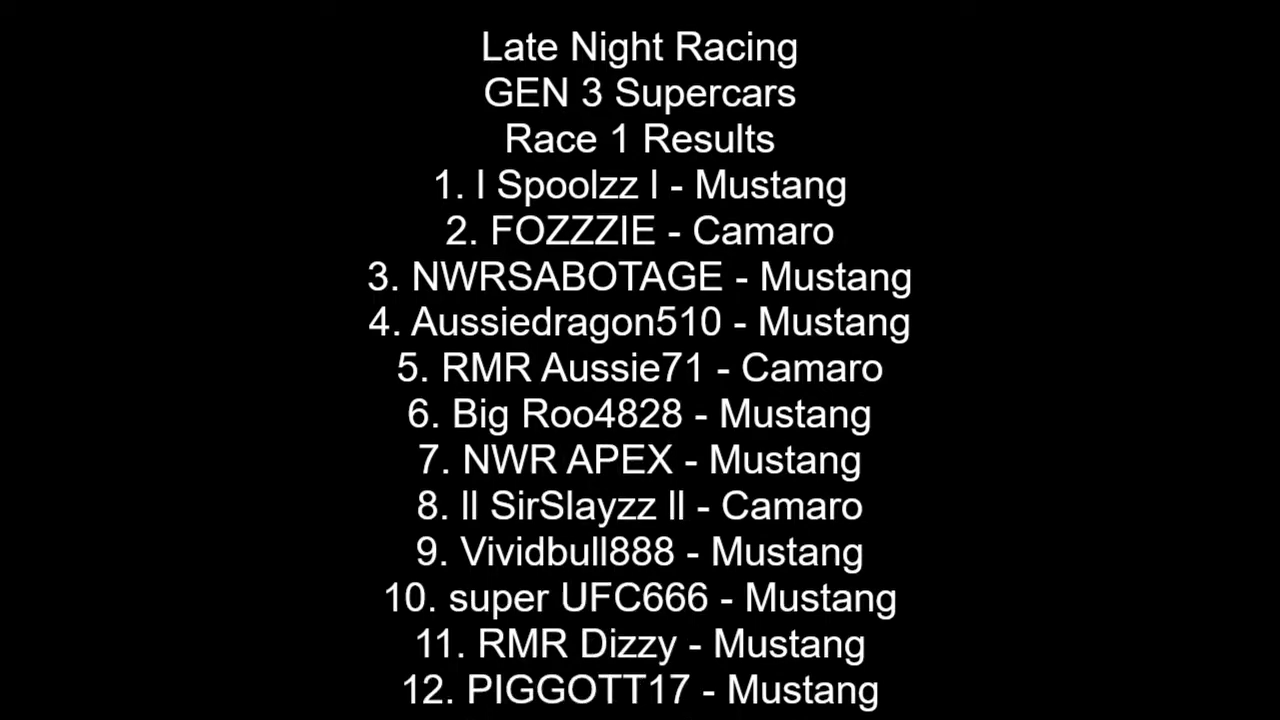 Late Night Racing
GEN 3 Supercars
Race 1 Results
1. I Spoolzz I - Mustang
2. FOZZZIE - Camaro
3. NWRSABOTAGE - Mustang
4. Aussiedragon510 - Mustang
5. RMR Aussie71 - Camaro
6. Big Roo4828 - Mustang
7. NWR APEX - Mustang
8. ll SirSlayzz ll - Camaro
9. Vividbull888 - Mustang
10. super UFC666 - Mustang
11. RMR Dizzy - Mustang
12. PIGGOTT17 - Mustang